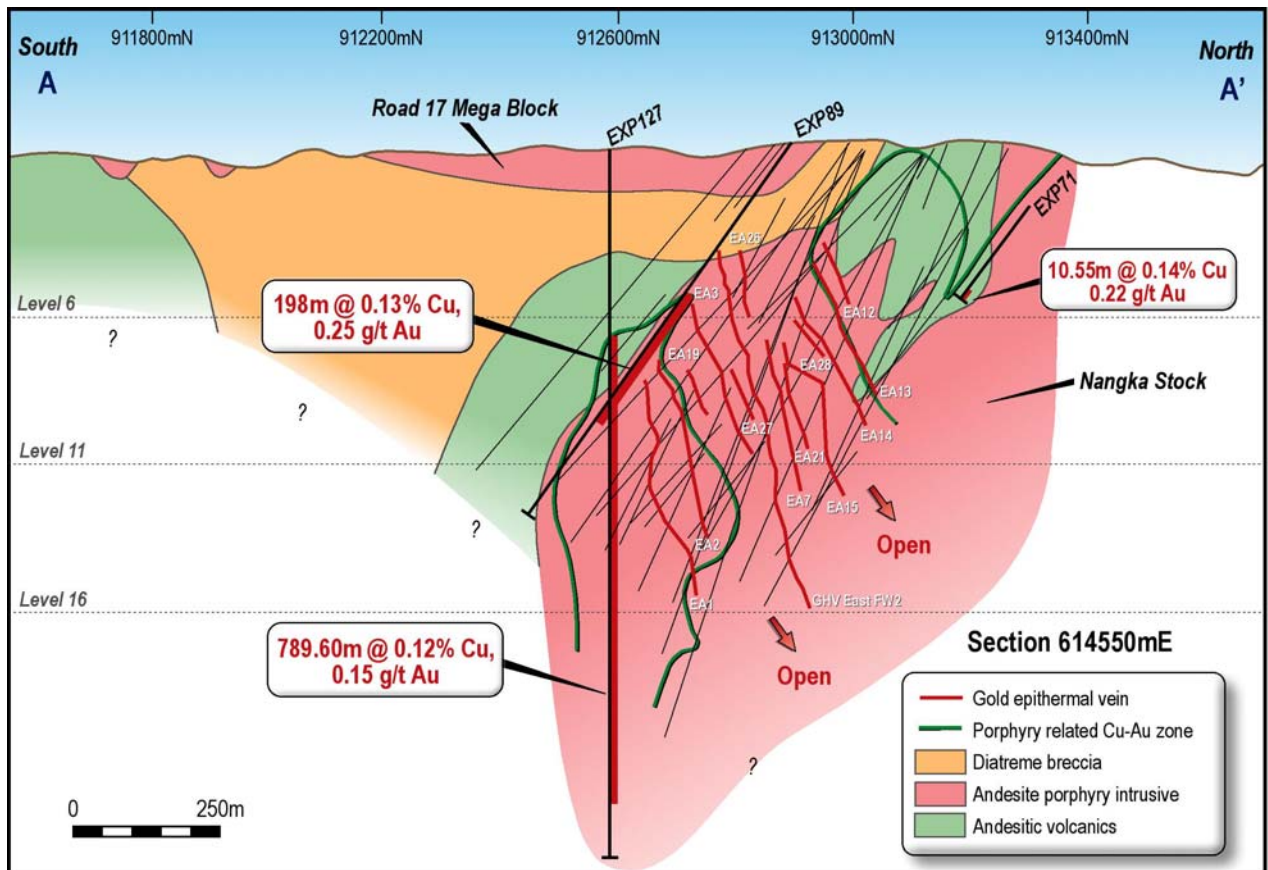 911800mN
912200mN
912600mN
913000mN
913400mN
South
A
North
A'
Road 17 Mega Block
EXP127
EXP89
EXP71
EA26
EA3
EA12
EA19
EA28
EA13
EA14
EA27
EA21
EA7
EA15
EA2
EA1
GHV East FW2
198m @ 0.13% Cu,
0.25 g/t Au
10.55m @ 0.14% Cu
0.22 g/t Au
789.60m @ 0.12% Cu,
0.15 g/t Au
Level 6
?
?
Nangka Stock
Level 11
?
Open
Level 16
Open
?
0
250m
Section 614550mE
Gold epithermal vein
Porphyry related Cu-Au zone
Diatreme breccia
Andesite porphyry intrusive
Andesitic volcanics